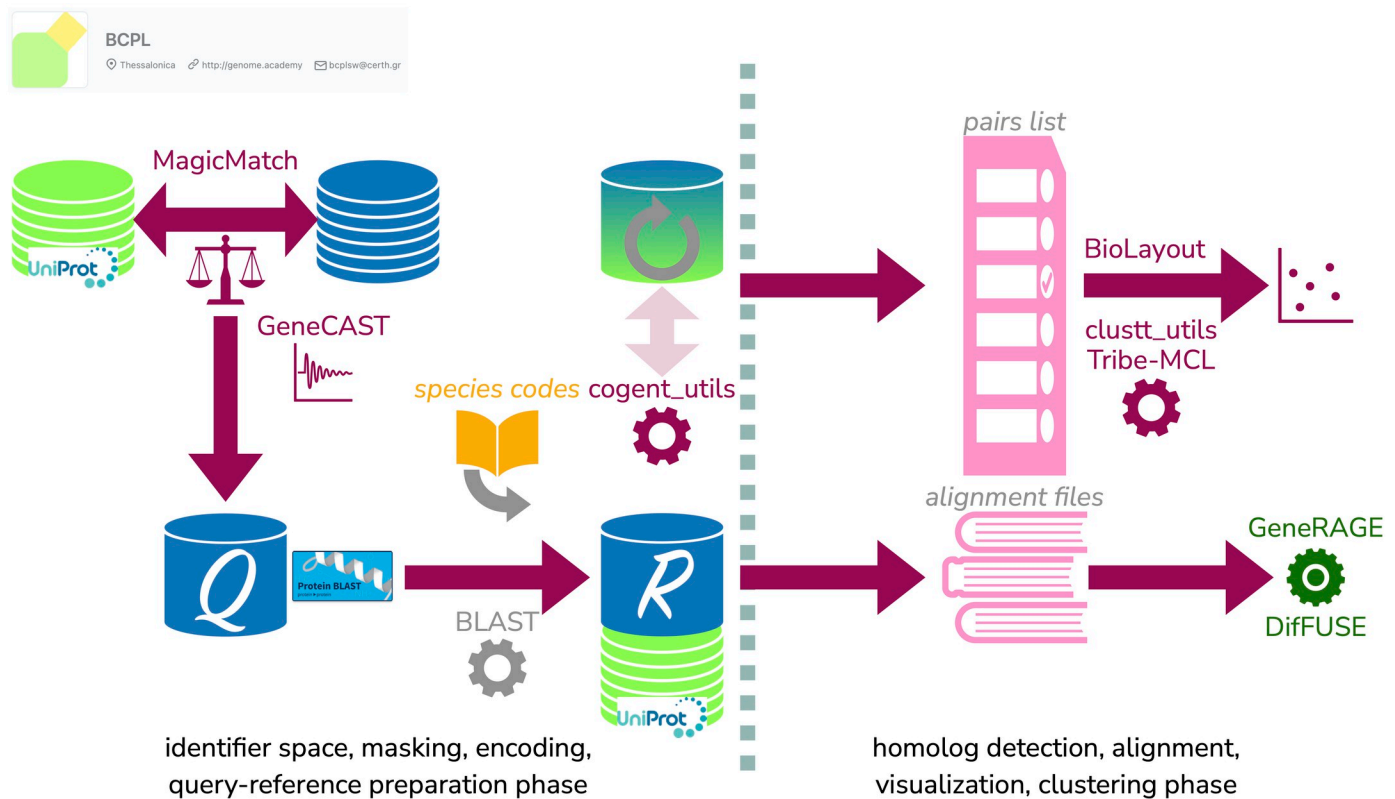 BCPL
Thessalonica http://genome.academy bcplsw@certh.gr
MagicMatch
UniProt
GeneCAST
species codes cogent_utils
Q
Protein BLAST
protein ▸ protein
BLAST
R
UniProt
identifier space, masking, encoding,
query-reference preparation phase
pairs list
BioLayout
clustt_utils
Tribe-MCL
alignment files
GeneRAGE
DifFUSE
homolog detection, alignment,
visualization, clustering phase